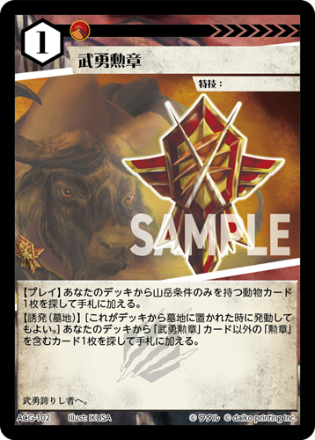 1
武勇勲章
特技：
SAMPLE
【プレイ】あなたのデッキから山岳条件のみを持つ動物カード
1枚を探して手札に加える。
【誘発（墓地）】［これがデッキから墓地に置かれた時に発動し
てもよい。］あなたのデッキから「武勇勲章」カード以外の「勲章」
を含むカード1枚を探して手札に加える。
武勇誇りし者へ。
ACG-102 Illust: IXLISA © ワタル © daiko printing inc.